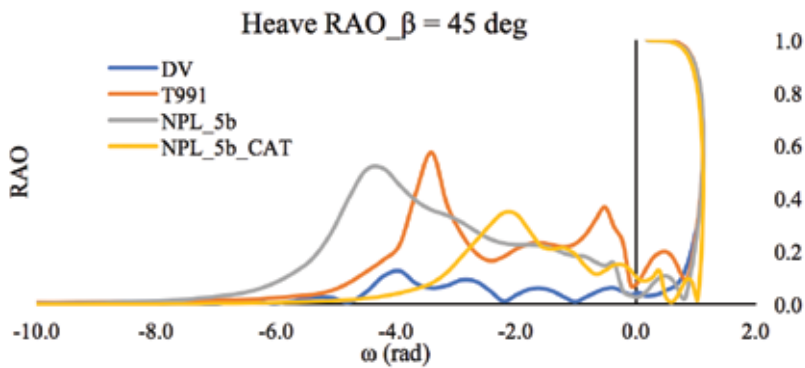 Heave RAO_β = 45 deg
DV
T991
NPL_5b
NPL_5b_CAT
RAO
1.0
0.8
0.6
0.4
0.2
0.0
-10.0 -8.0 -6.0 -4.0 -2.0 0.0 2.0
ω (rad)